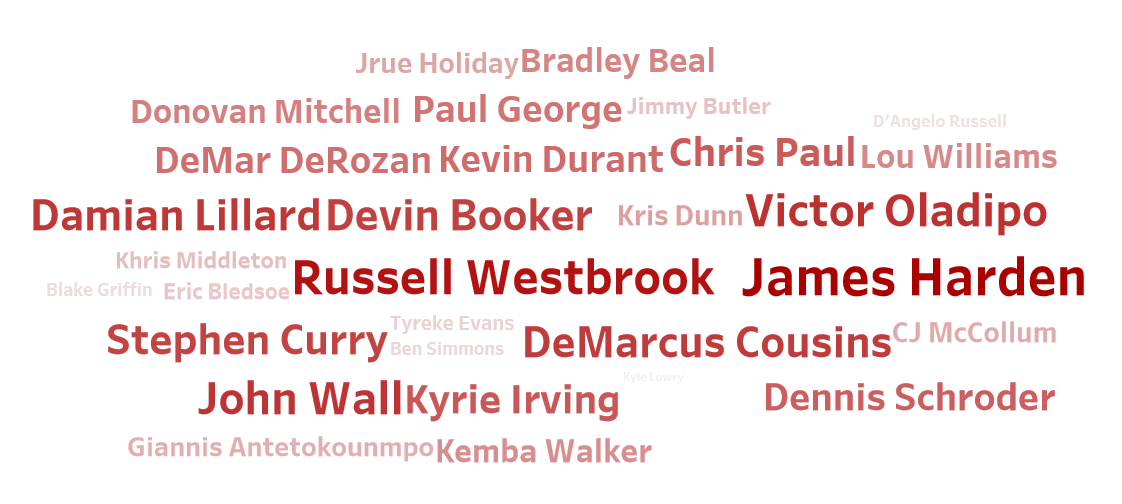 Jrue Holiday Bradley Beal
Donovan Mitchell Paul George Jimmy Butler
D’Angelo Russell
DeMar DeRozan Kevin Durant Chris Paul Lou Williams
Damian Lillard Devin Booker Kris Dunn Victor Oladipo
Khris Middleton
Blake Griffin Eric Bledsoe Russell Westbrook James Harden
Stephen Curry Tyreke Evans DeMarcus Cousins CJ McCollum
Ben Simmons
Kyle Lowry
John Wall Kyrie Irving Dennis Schroder
Giannis Antetokounmpo Kemba Walker